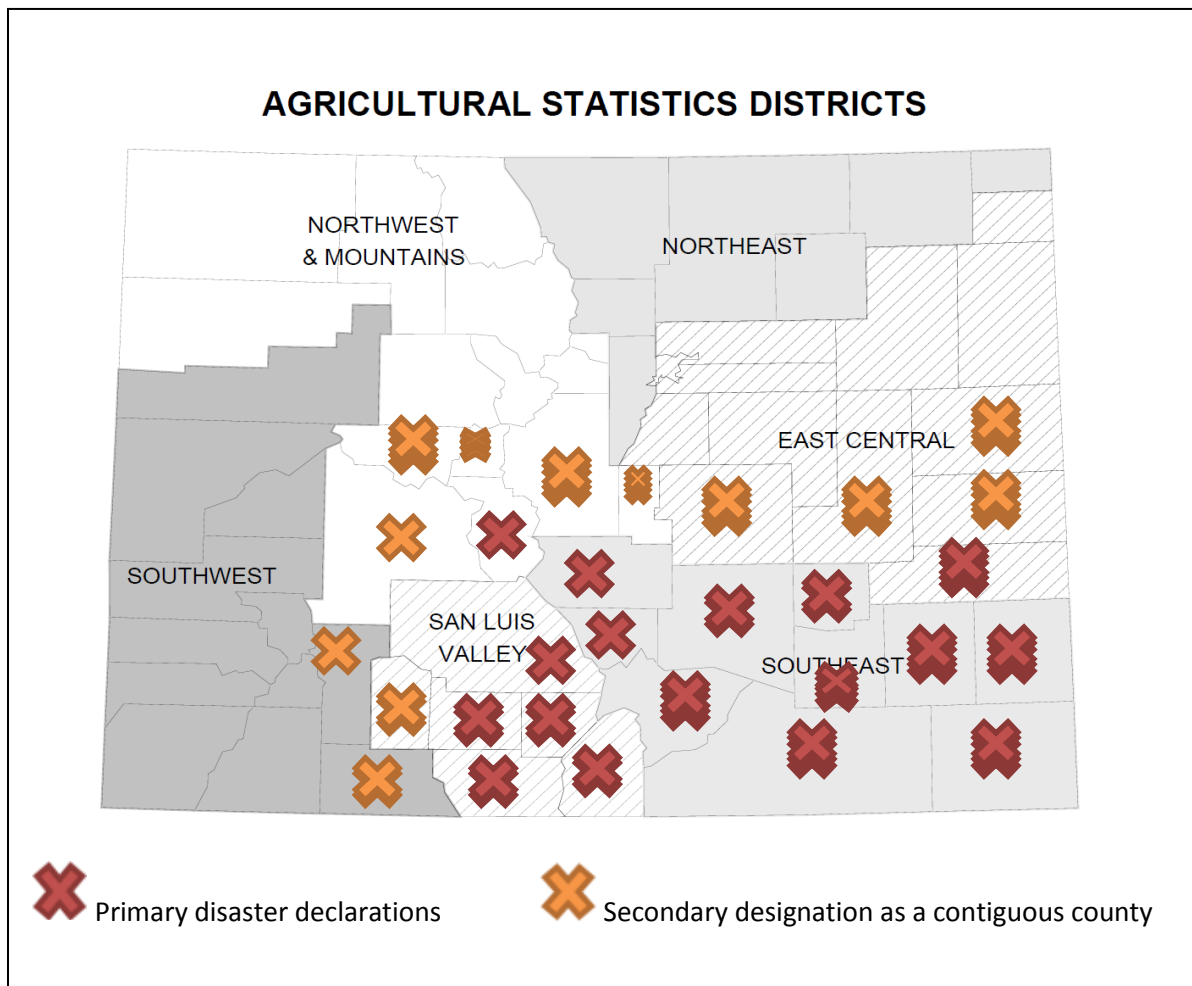 AGRICULTURAL STATISTICS DISTRICTS
NORTHWEST
& MOUNTAINS
NORTHEAST
EAST CENTRAL
SOUTHWEST
SAN LUIS
VALLEY
SOUTHEAST
Primary disaster declarations
Secondary designation as a contiguous county